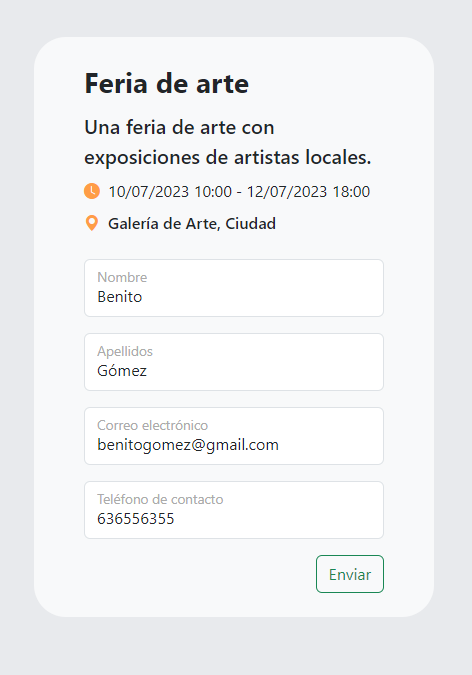 Feria de arte
Una feria de arte con
exposiciones de artistas locales.
10/07/2023 10:00 - 12/07/2023 18:00
Galería de Arte, Ciudad
Nombre
Benito
Apellidos
Gómez
Correo electrónico
benitogomez@gmail.com
Teléfono de contacto
636556355
Enviar